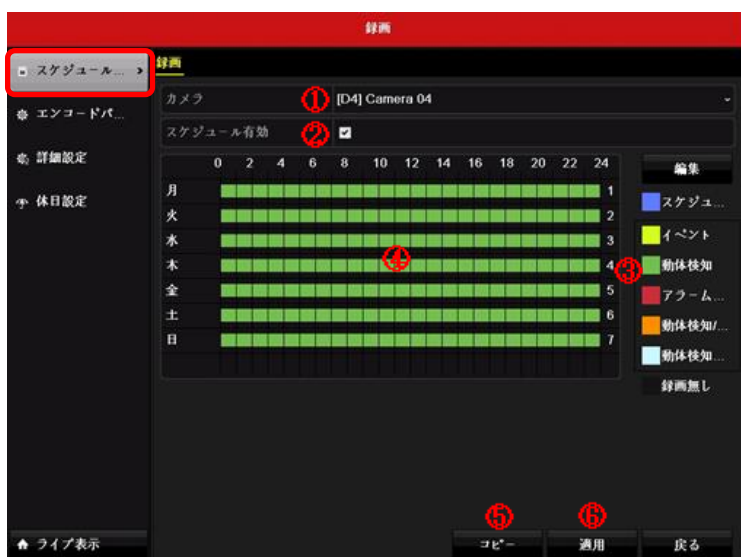 録画
スケジュール... ›
エンコードパ...
詳細設定
休日設定
録画
カメラ ① [D4] Camera 04
スケジュール有効 ②
0 2 4 6 8 10 12 14 16 18 20 22 24
月 1
火 2
水 3
木 ④ 4
金 5
土 6
日 7
編集
スケジュ...
イベント
③ 動体検知
アラーム...
動体検知/...
動体検知...
録画無し
⑤ ⑥
ライブ表示
コピー 適用 戻る